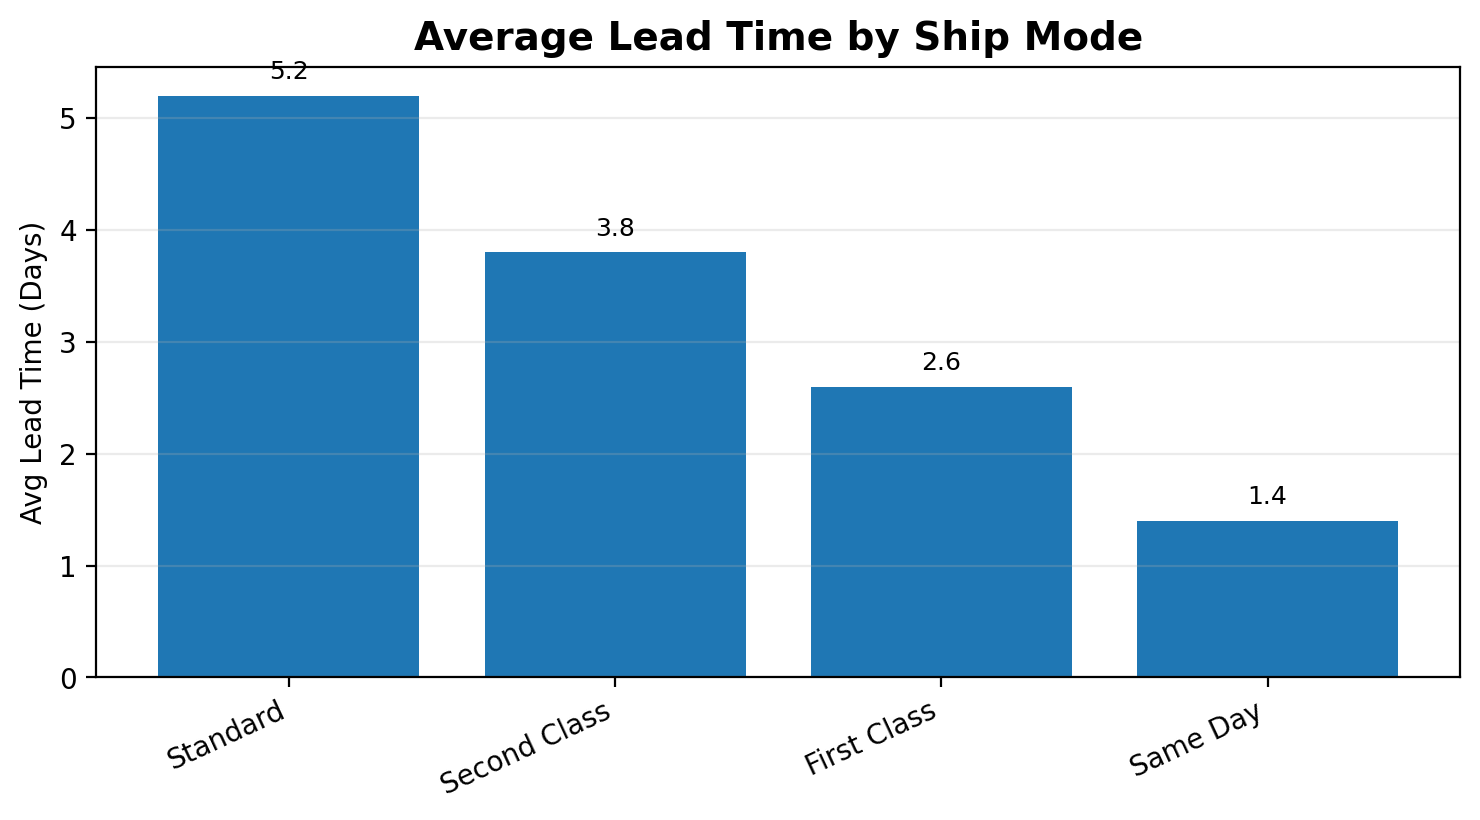 Average Lead Time by Ship Mode
Avg Lead Time (Days)
5
4
3
2
1
0
5.2
3.8
2.6
1.4
Standard
Second Class
First Class
Same Day